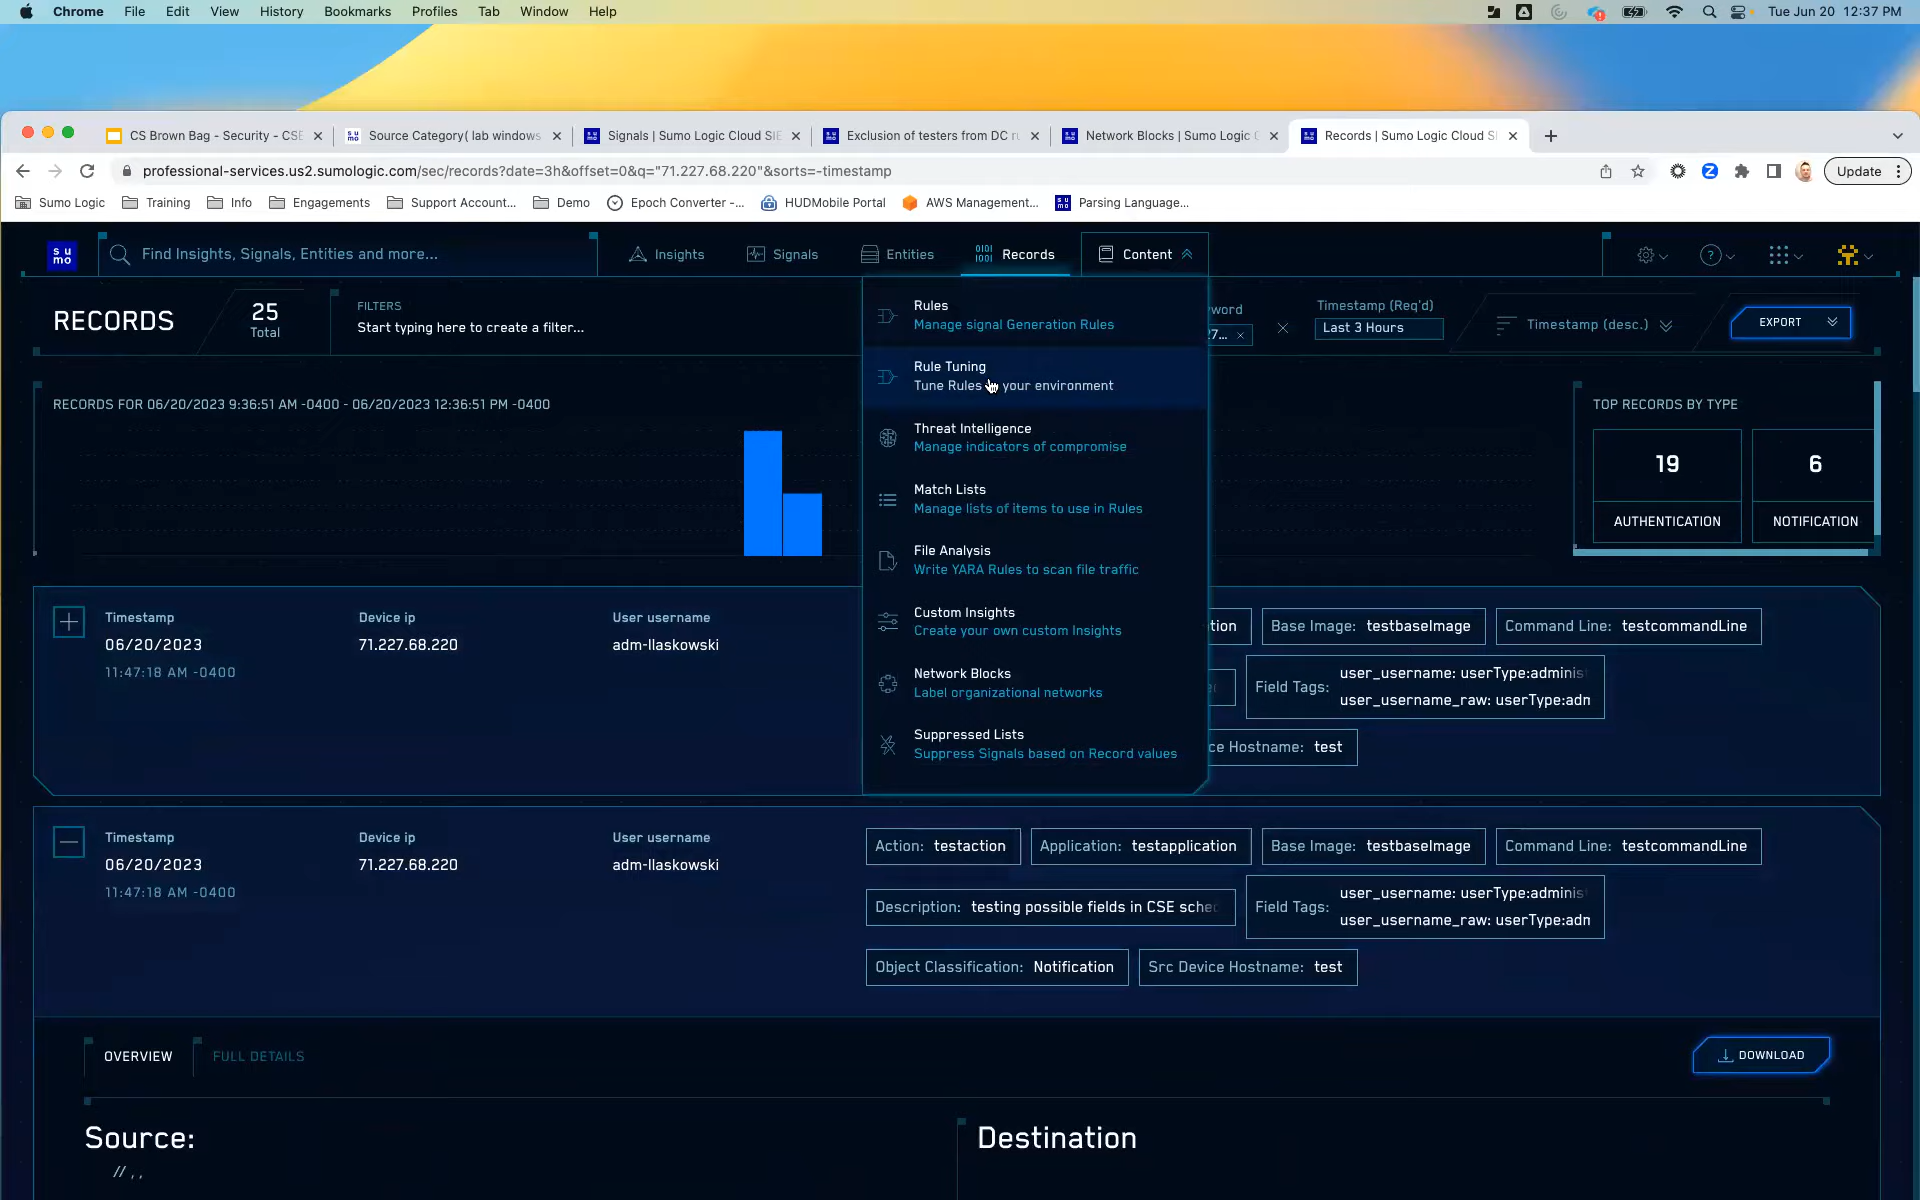 Chrome File Edit View History Bookmarks Profiles Tab Window Help Tue Jun 20 12:37 PM
CS Brown Bag - Security - CSE Source Category( lab windows Signals | Sumo Logic Cloud SIE Exclusion of testers from DC ru Network Blocks | Sumo Logic C Records | Sumo Logic Cloud SI
professional-services.us2.sumologic.com/sec/records?date=3h&offset=0&q="71.227.68.220"&sorts=-timestamp Update
Sumo Logic Training Info Engagements Support Account... Demo Epoch Converter -... HUDMobile Portal AWS Management... Parsing Language...
su
mo
Find Insights, Signals, Entities and more... Insights Signals Entities Records Content
RECORDS
25
Total
FILTERS
Start typing here to create a filter...
yword
27...
Timestamp (Req'd)
Last 3 Hours
Timestamp (desc.)
EXPORT
Rules
Manage signal Generation Rules
Rule Tuning
Tune Rules your environment
Threat Intelligence
Manage indicators of compromise
Match Lists
Manage lists of items to use in Rules
File Analysis
Write YARA Rules to scan file traffic
Custom Insights
Create your own custom Insights
Network Blocks
Label organizational networks
Suppressed Lists
Suppress Signals based on Record values
RECORDS FOR 06/20/2023 9:36:51 AM -0400 - 06/20/2023 12:36:51 PM -0400
TOP RECORDS BY TYPE
19
AUTHENTICATION
6
NOTIFICATION
Timestamp
06/20/2023
11:47:18 AM -0400
Device ip
71.227.68.220
User username
adm-llaskowski
tion Base Image: testbaseImage Command Line: testcommandLine
Field Tags: user_username: userType:adminis
user_username_raw: userType:adm
ce Hostname: test
Timestamp
06/20/2023
11:47:18 AM -0400
Device ip
71.227.68.220
User username
adm-llaskowski
Action: testaction Application: testapplication Base Image: testbaseImage Command Line: testcommandLine
Description: testing possible fields in CSE sche Field Tags: user_username: userType:adminis
user_username_raw: userType:adm
Object Classification: Notification Src Device Hostname: test
OVERVIEW FULL DETAILS DOWNLOAD
Source:
// , ,
Destination